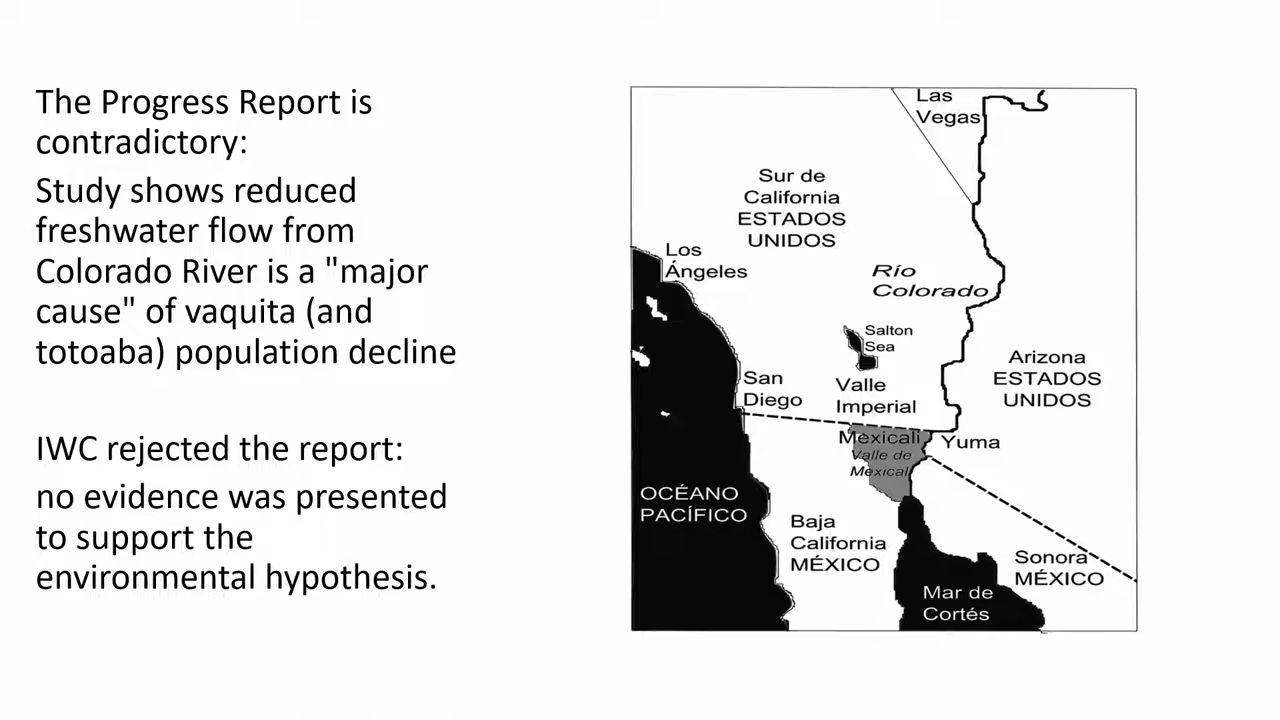 The Progress Report is
contradictory:
Study shows reduced
freshwater flow from
Colorado River is a "major
cause" of vaquita (and
totoaba) population decline
IWC rejected the report:
no evidence was presented
to support the
environmental hypothesis.
Las
Vegas
Sur de
California
ESTADOS
UNIDOS
Los
Ángeles
Río
Colorado
Salton
Sea
Arizona
ESTADOS
UNIDOS
San
Diego
Valle
Imperial
Mexicali
Valle de
Mexicali
Yuma
OCÉANO
PACÍFICO
Baja
California
MÉXICO
Sonora
MÉXICO
Mar de
Cortés